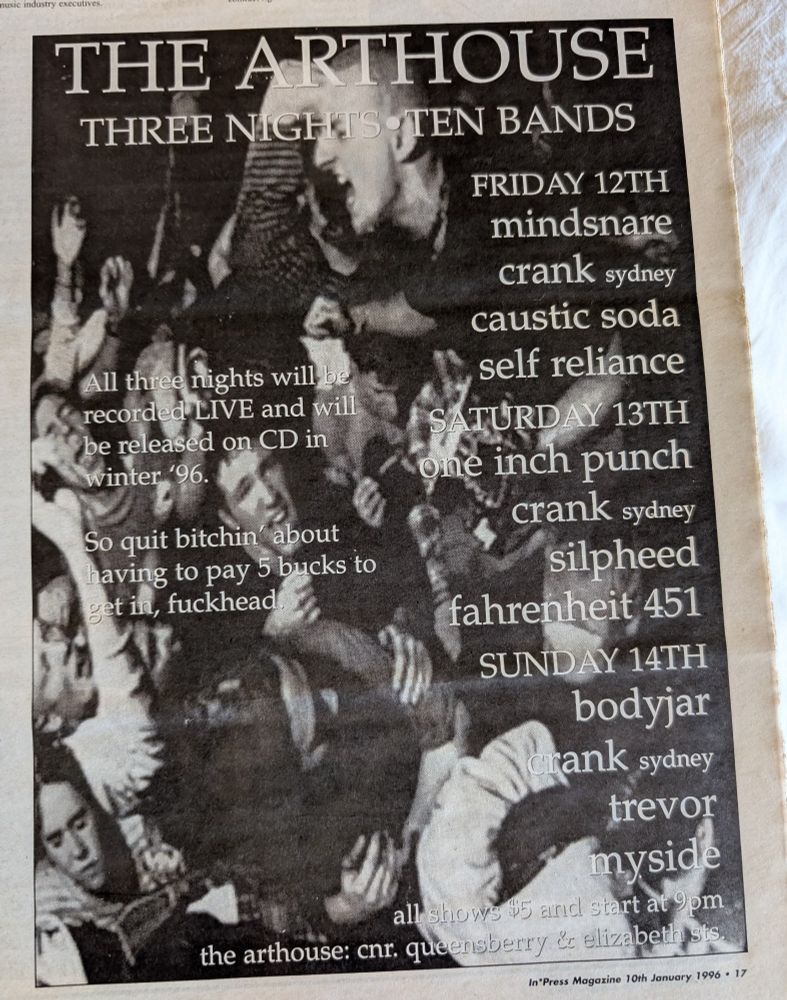 music industry executives.
THE ARTHOUSE
THREE NIGHTS • TEN BANDS
FRIDAY 12TH
mindsnare
crank sydney
caustic soda
self reliance
SATURDAY 13TH
one inch punch
crank sydney
silpheed
fahrenheit 451
SUNDAY 14TH
bodyjar
crank sydney
trevor
myside
All three nights will be
recorded LIVE and will
be released on CD in
winter '96.
So quit bitchin' about
having to pay 5 bucks to
get in, fuckhead.
all shows $5 and start at 9pm
the arthouse: cnr. queensberry & elizabeth sts.
In*Press Magazine 10th January 1996 • 17